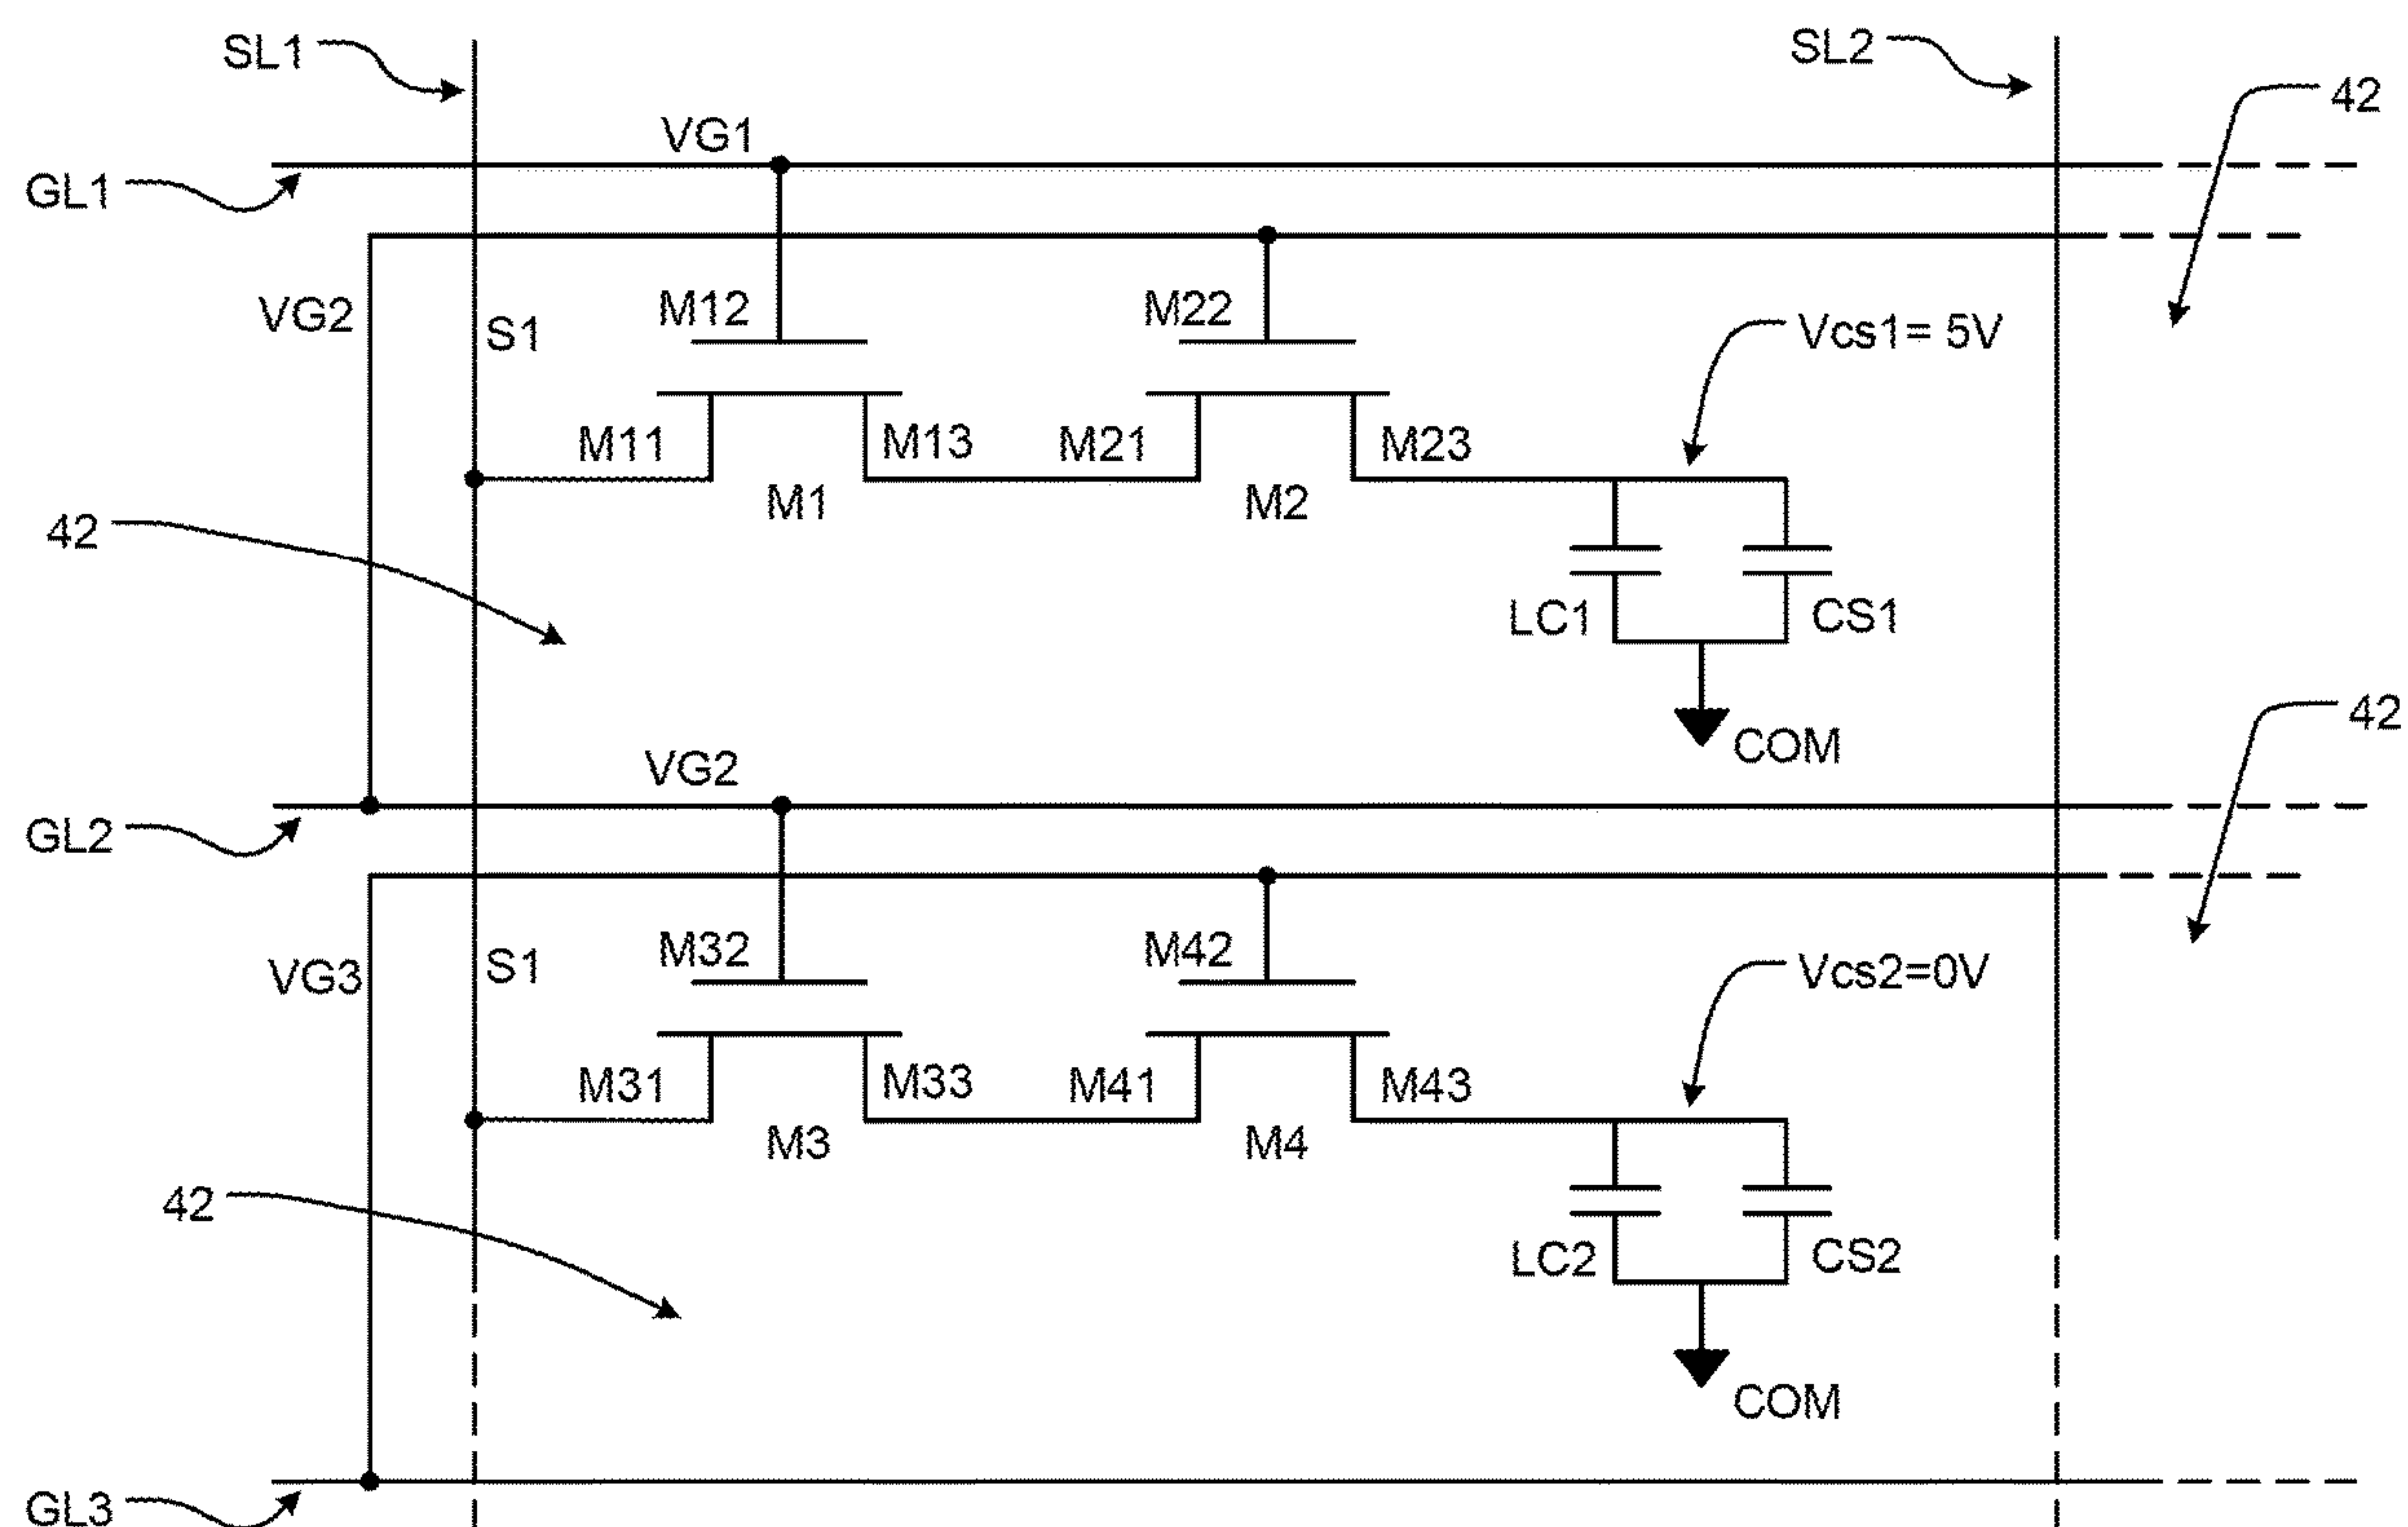 SL1
SL2
42
VG1
GL1
VG2
S1
M12
M22
Vcs1= 5V
M11
M13
M21
M23
M1
M2
42
LC1
CS1
COM
42
VG2
GL2
VG3
S1
M32
M42
Vcs2=0V
M31
M33
M41
M43
M3
M4
42
LC2
CS2
COM
GL3